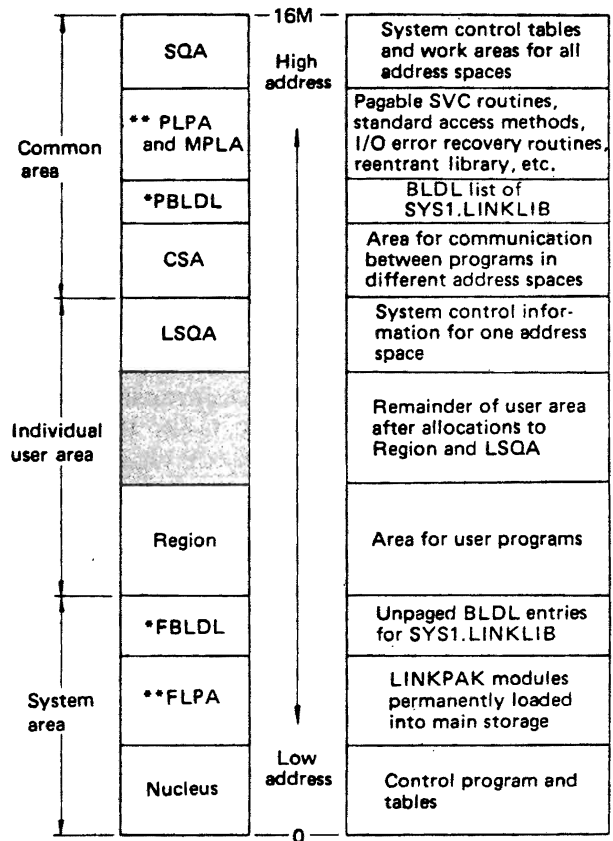 16M
High
address
Low
address
0
Common
area
Individual
user area
System
area
SQA
System control tables
and work areas for all
address spaces
** PLPA
and MPLA
Pagable SVC routines,
standard access methods,
I/O error recovery routines,
reentrant library, etc.
*PBLDL
BLDL list of
SYS1.LINKLIB
CSA
Area for communication
between programs in
different address spaces
LSQA
System control infor-
mation for one address
space
Remainder of user area
after allocations to
Region and LSQA
Region
Area for user programs
*FBLDL
Unpaged BLDL entries
for SYS1.LINKLIB
**FLPA
LINKPAK modules
permanently loaded
into main storage
Nucleus
Control program and
tables